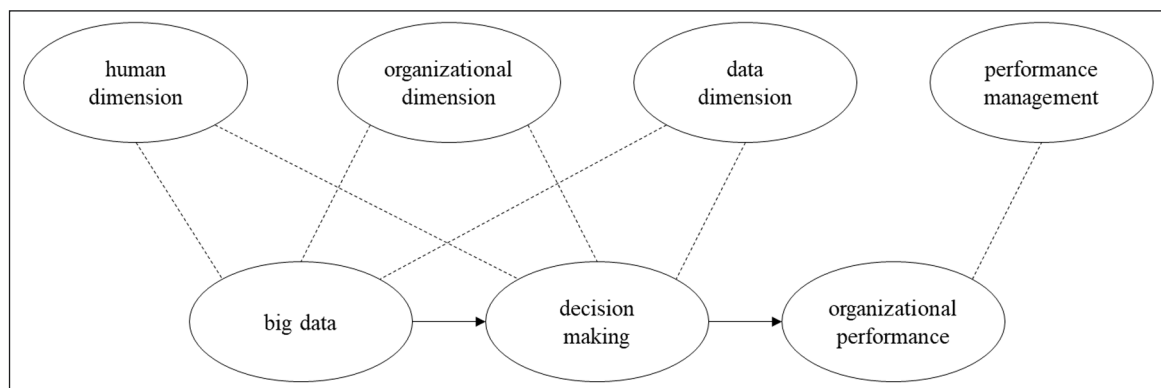 human
dimension
organizational
dimension
data
dimension
performance
management
big data
decision
making
organizational
performance